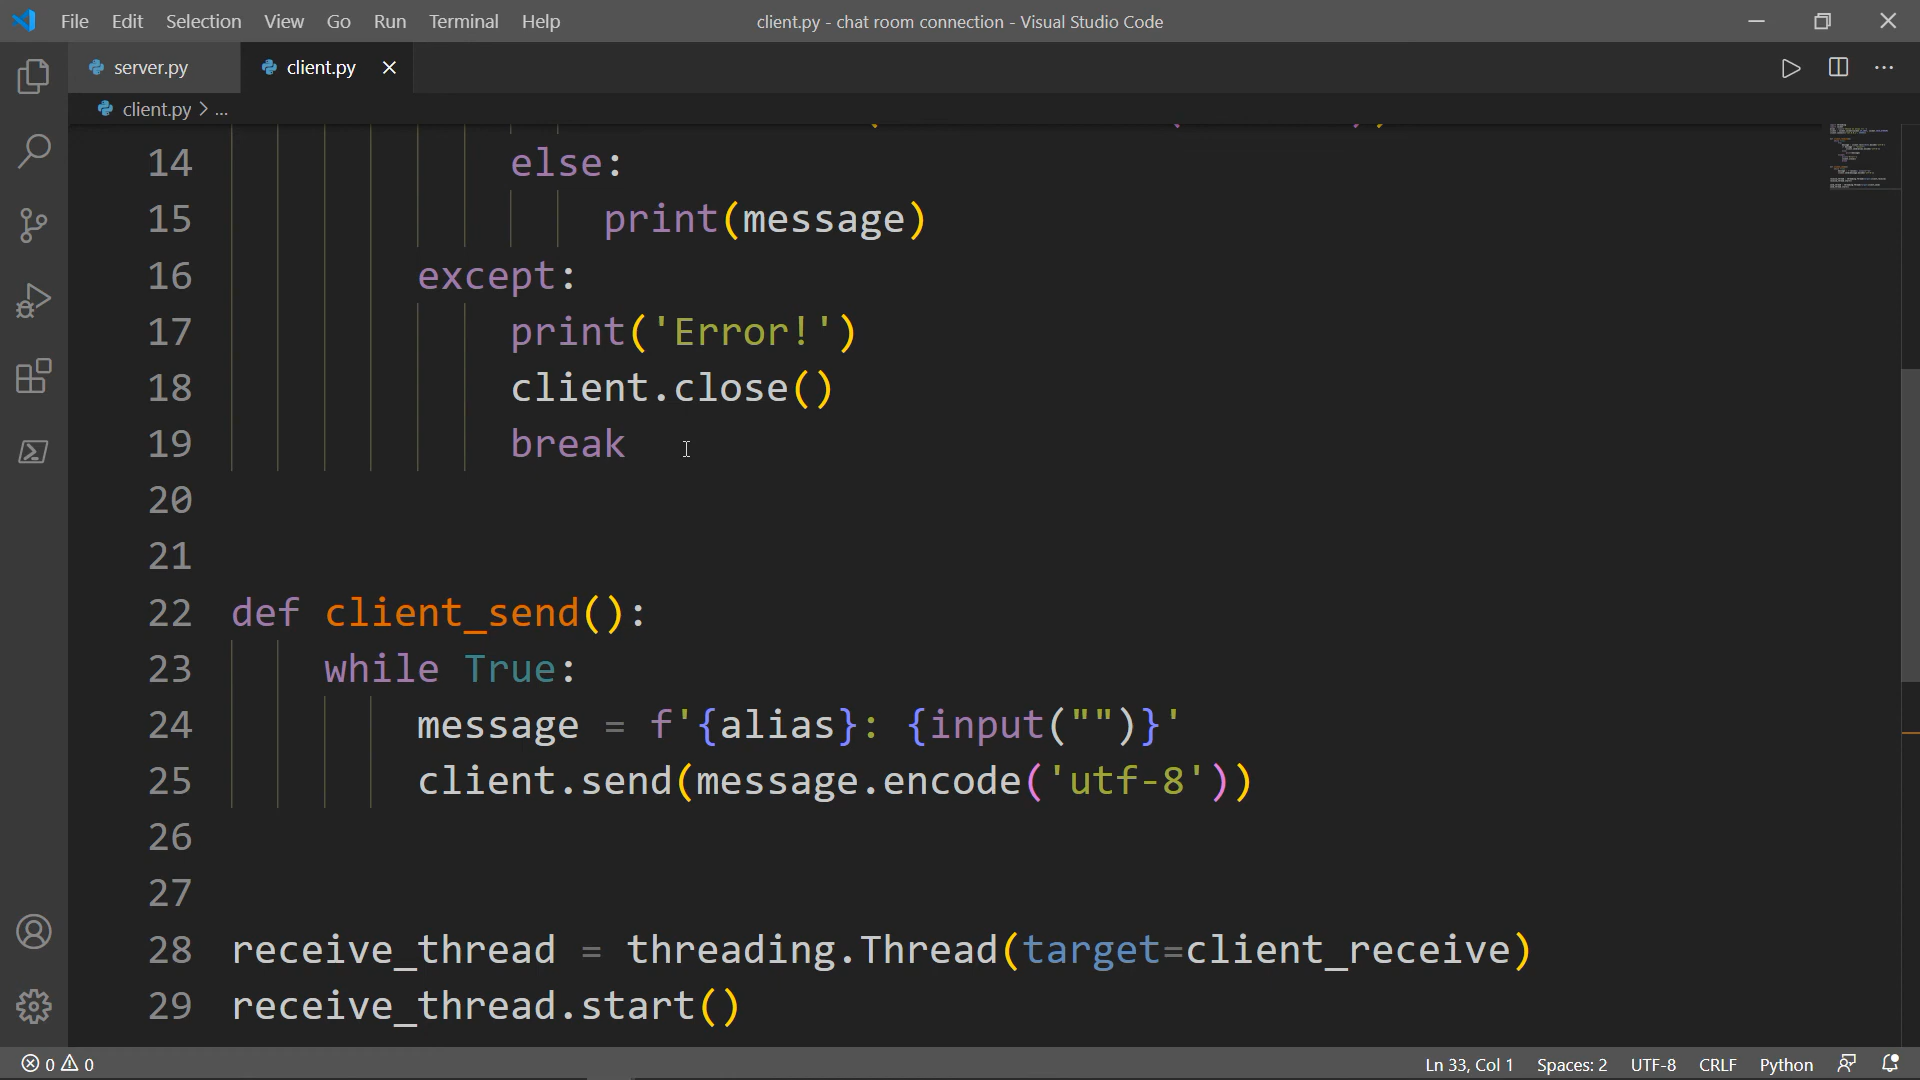 File Edit Selection View Go Run Terminal Help client.py - chat room connection - Visual Studio Code
server.py client.py
client.py > ...
14 else:
15 print(message)
16 except:
17 print('Error!')
18 client.close()
19 break
20
21
22 def client_send():
23 while True:
24 message = f'{alias}: {input("")}'
25 client.send(message.encode('utf-8'))
26
27
28 receive_thread = threading.Thread(target=client_receive)
29 receive_thread.start()
0 0 Ln 33, Col 1 Spaces: 2 UTF-8 CRLF Python